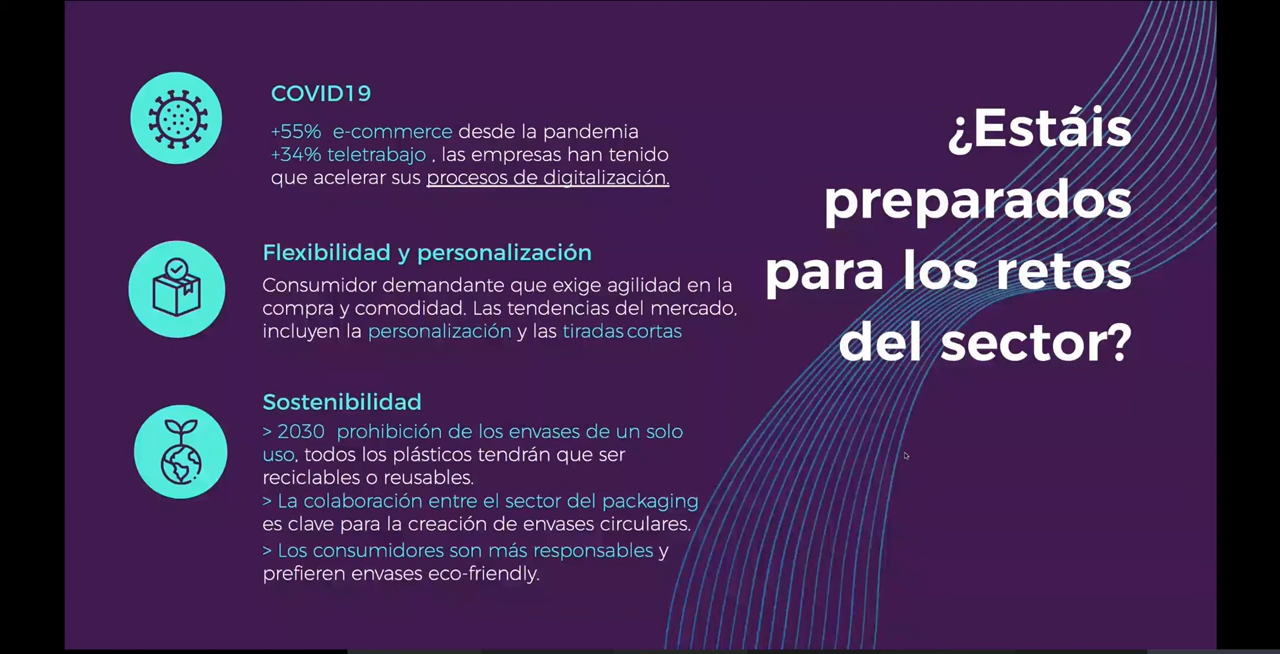 COVID19
+55% e-commerce desde la pandemia
+34% teletrabajo , las empresas han tenido
que acelerar sus procesos de digitalización.
Flexibilidad y personalización
Consumidor demandante que exige agilidad en la
compra y comodidad. Las tendencias del mercado,
incluyen la personalización y las tiradas cortas
Sostenibilidad
> 2030 prohibición de los envases de un solo
uso, todos los plásticos tendrán que ser
reciclables o reusables.
> La colaboración entre el sector del packaging
es clave para la creación de envases circulares.
> Los consumidores son más responsables y
prefieren envases eco-friendly.
¿Estáis
preparados
para los retos
del sector?